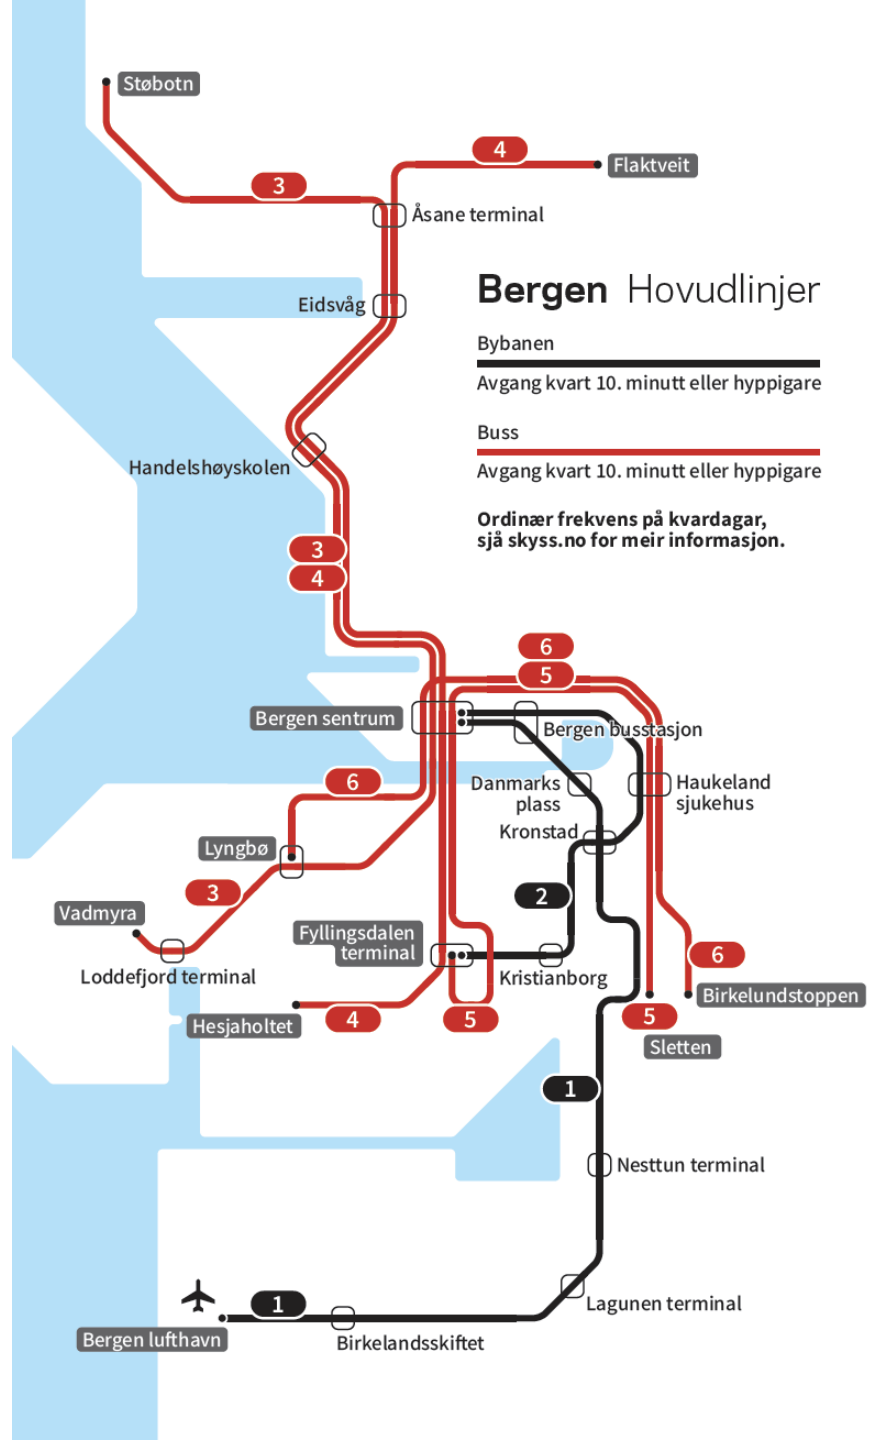 Støbotn
4
Flaktveit
3
Åsane terminal
Bergen Hovudlinjer
Eidsvåg
Bybanen
Avgang kvart 10. minutt eller hyppigare
Buss
Handelshøyskolen
Avgang kvart 10. minutt eller hyppigare
Ordinær frekvens på kvardagar,
sjå skyss.no for meir informasjon.
3
4
6
5
Bergen sentrum
Bergen busstasjon
6
Danmarks
plass
Haukeland
sjukehus
Kronstad
Lyngbø
3
2
Vadmyra
Fyllingsdalen
terminal
6
Loddefjord terminal
Kristianborg
Birkelundstoppen
Hesjaholtet
4
5
5
Sletten
1
Nesttun terminal
1
Lagunen terminal
Bergen lufthavn
Birkelandsskiftet